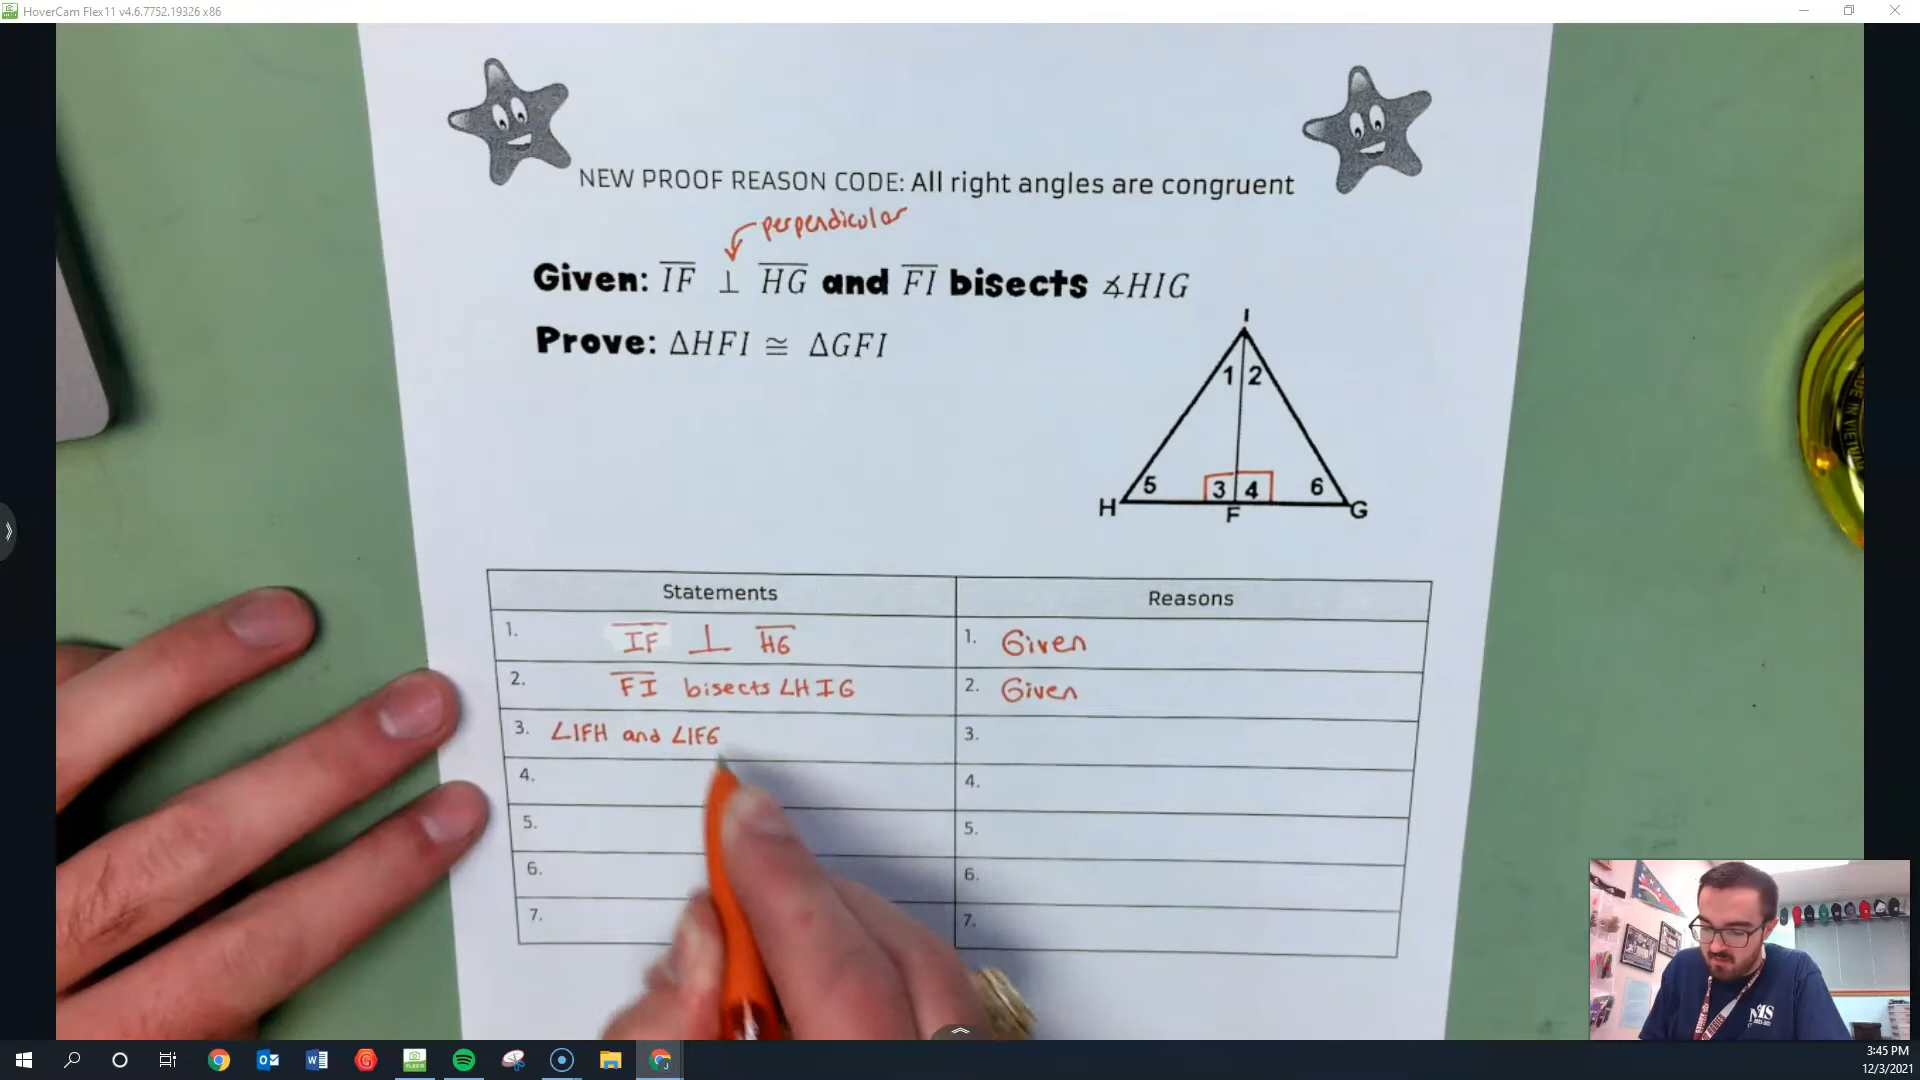 HoverCam Flex11 v4.6.7752.19326 x86
NEW PROOF REASON CODE: All right angles are congruent
perpendicular
Given: IF ⊥ HG and FI bisects ∡HIG
Prove: ΔHFI ≅ ΔGFI
I
1 2
5 3 4 6
H F G
Statements Reasons
1. IF ⊥ HG 1. Given
2. FI bisects ∠HIG 2. Given
3. ∠IFH and ∠IFG 3.
4. 4.
5. 5.
6. 6.
7. 7.
MADE IN VIETNAM
3:45 PM
12/3/2021